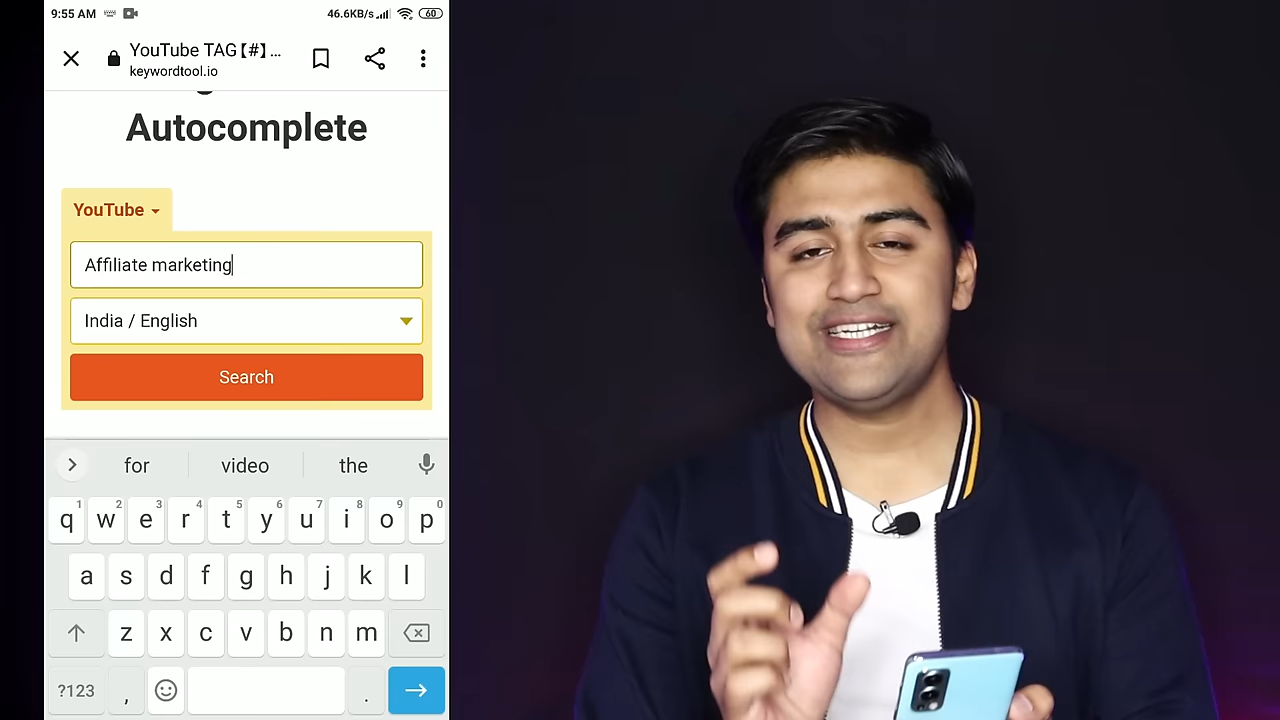 9:55 AM
46.6KB/s
60
YouTube TAG【#】...
keywordtool.io
Autocomplete
YouTube
Affiliate marketing
India / English
Search
for video the
1 2 3 4 5 6 7 8 9 0
q w e r t y u i o p
a s d f g h j k l
z x c v b n m
?123 , .